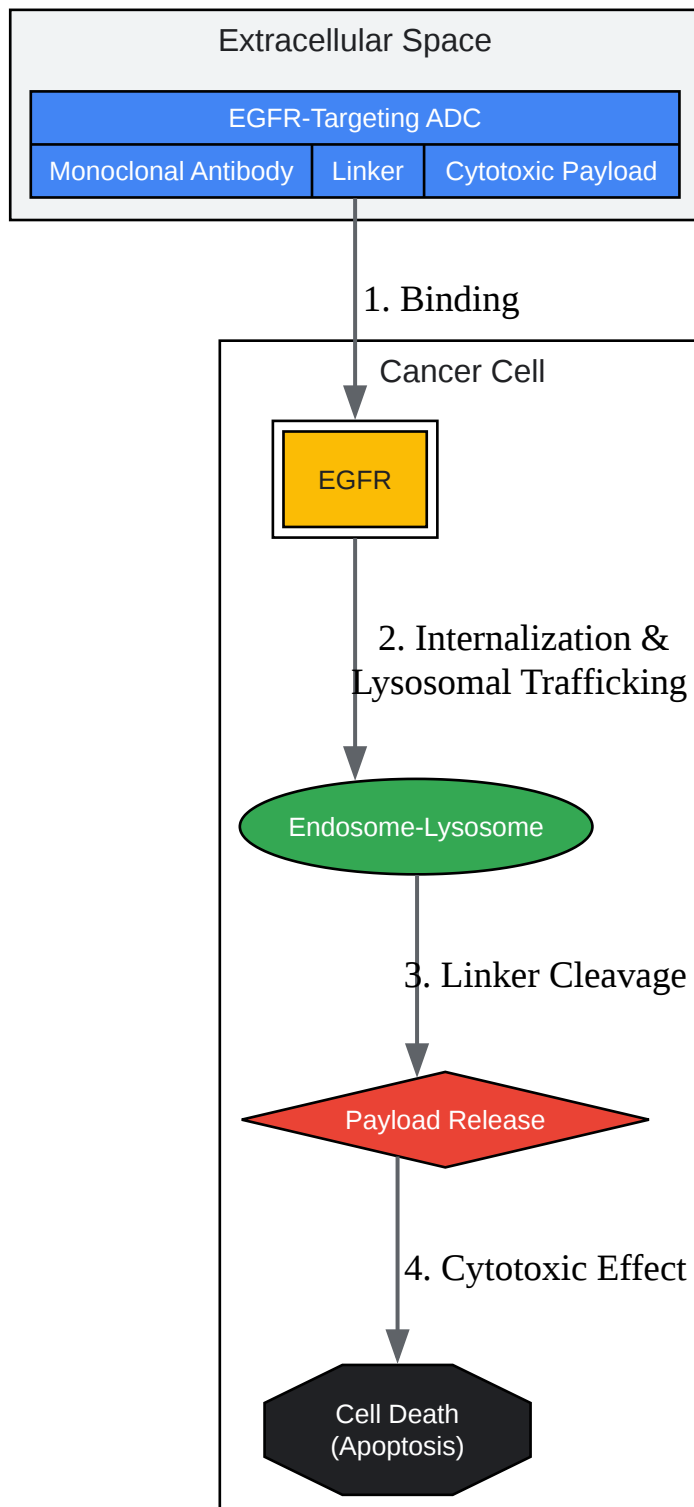 Extracellular Space
EGFR-Targeting ADC
Monoclonal Antibody
Linker
Cytotoxic Payload
1. Binding
Cancer Cell
EGFR
2. Internalization &
Lysosomal Trafficking
Endosome-Lysosome
3. Linker Cleavage
Payload Release
4. Cytotoxic Effect
Cell Death
(Apoptosis)